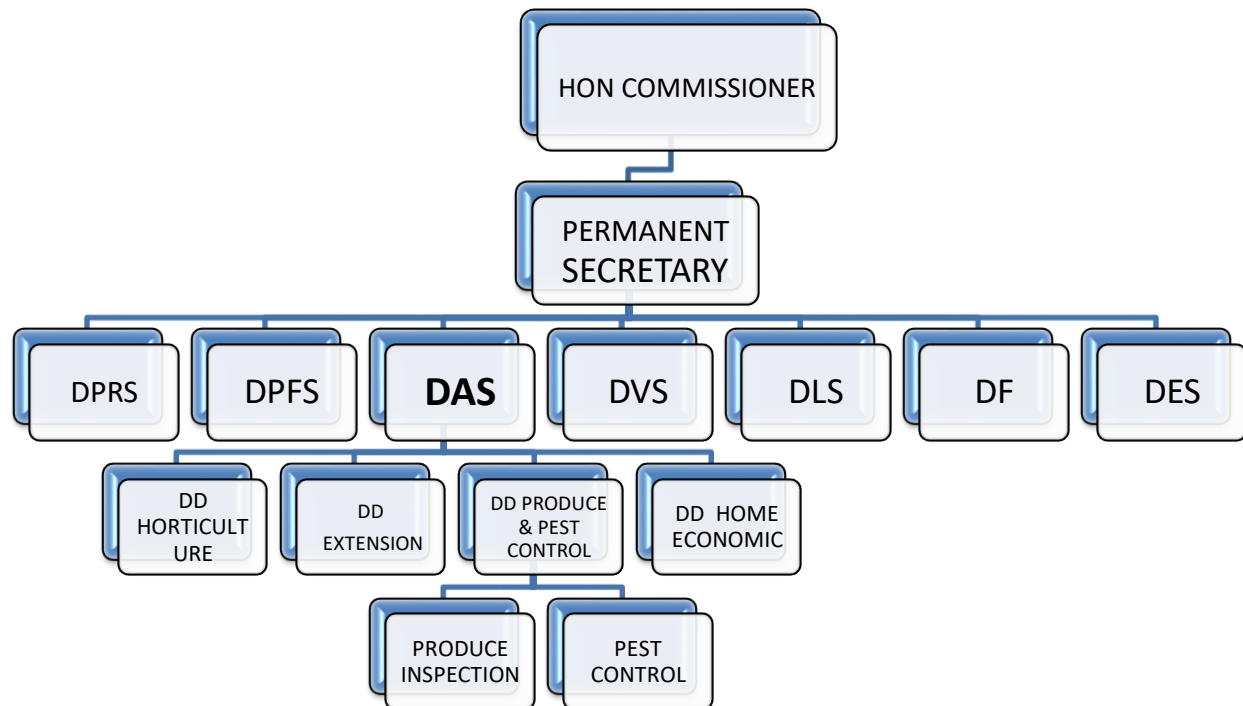 HON COMMISSIONER
PERMANENT
SECRETARY
DPRS
DPFS
DAS
DVS
DLS
DF
DES
DD
HORTICULT
URE
DD
EXTENSION
DD PRODUCE
& PEST
CONTROL
DD HOME
ECONOMIC
PRODUCE
INSPECTION
PEST
CONTROL